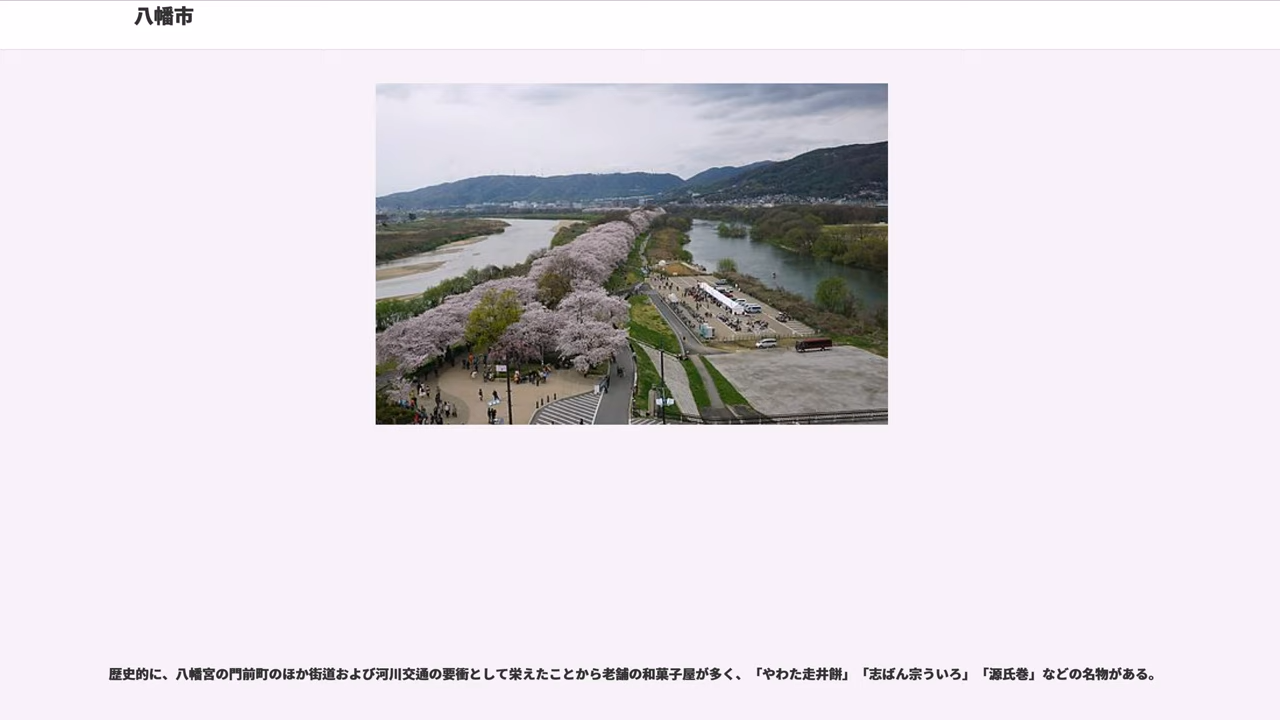 八幡市
歴史的に、八幡宮の門前町のほか街道および河川交通の要衝として栄えたことから老舗の和菓子屋が多く、「やわた走井餅」「志ばん宗ういろ」「源氏巻」などの名物がある。